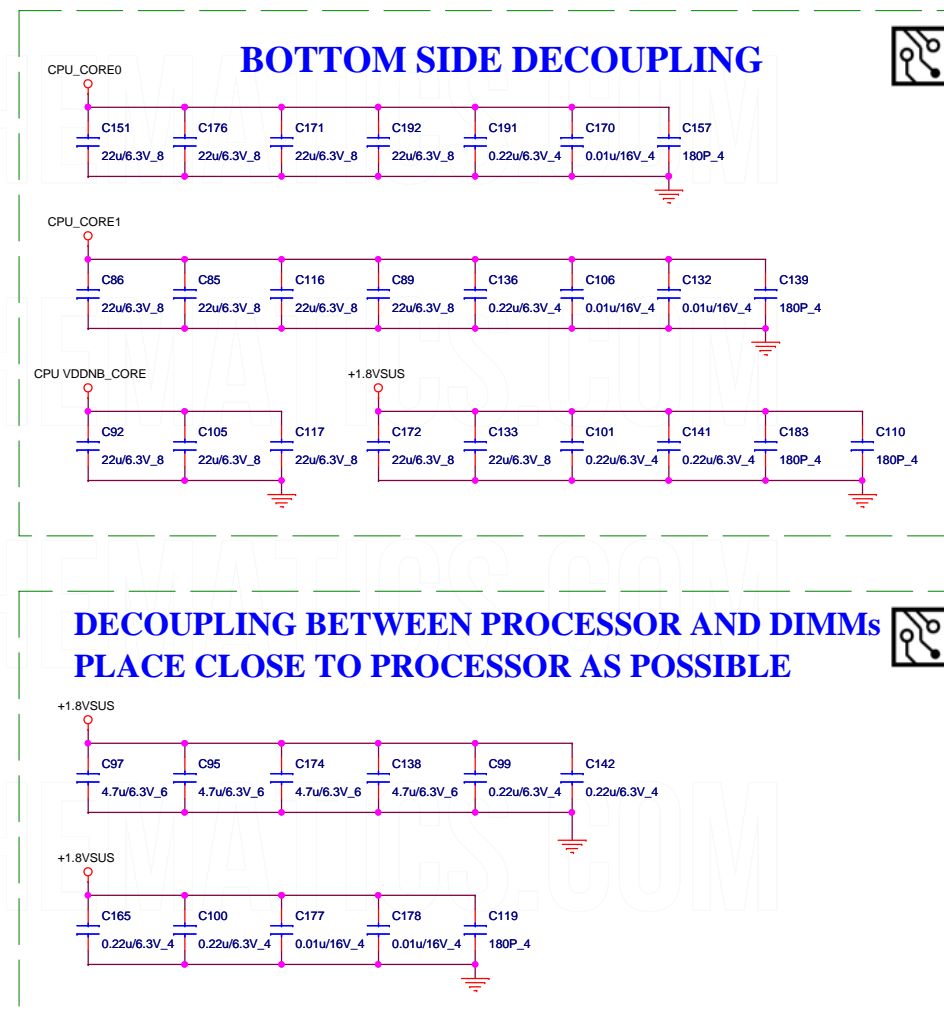 BOTTOM SIDE DECOUPLING
CPU_CORE0
C151 C176 C171 C192 C191 C170 C157
22u/6.3V_8 22u/6.3V_8 22u/6.3V_8 22u/6.3V_8 0.22u/6.3V_4 0.01u/16V_4 180P_4
CPU_CORE1
C86 C85 C116 C89 C136 C106 C132 C139
22u/6.3V_8 22u/6.3V_8 22u/6.3V_8 22u/6.3V_8 0.22u/6.3V_4 0.01u/16V_4 0.01u/16V_4 180P_4
CPU VDDNB_CORE +1.8VSUS
C92 C105 C117 C172 C133 C101 C141 C183 C110
22u/6.3V_8 22u/6.3V_8 22u/6.3V_8 22u/6.3V_8 22u/6.3V_8 0.22u/6.3V_4 0.22u/6.3V_4 180P_4 180P_4
DECOUPLING BETWEEN PROCESSOR AND DIMMs
PLACE CLOSE TO PROCESSOR AS POSSIBLE
+1.8VSUS
C97 C95 C174 C138 C99 C142
4.7u/6.3V_6 4.7u/6.3V_6 4.7u/6.3V_6 4.7u/6.3V_6 0.22u/6.3V_4 0.22u/6.3V_4
+1.8VSUS
C165 C100 C177 C178 C119
0.22u/6.3V_4 0.22u/6.3V_4 0.01u/16V_4 0.01u/16V_4 180P_4